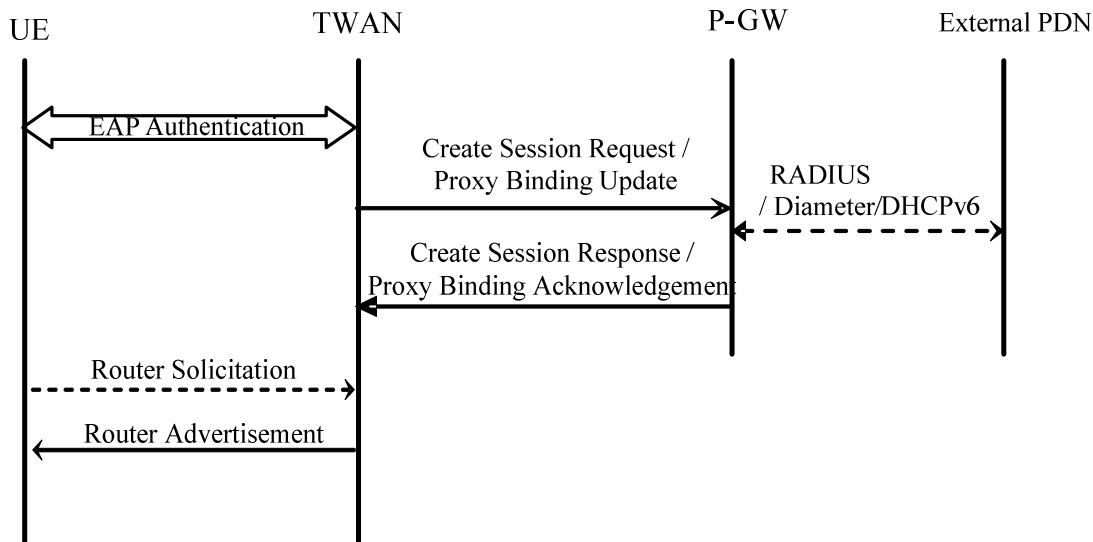 UE
TWAN
P-GW
External PDN
EAP Authentication
Create Session Request /
Proxy Binding Update
RADIUS
/ Diameter/DHCPv6
Create Session Response /
Proxy Binding Acknowledgement
Router Solicitation
Router Advertisement